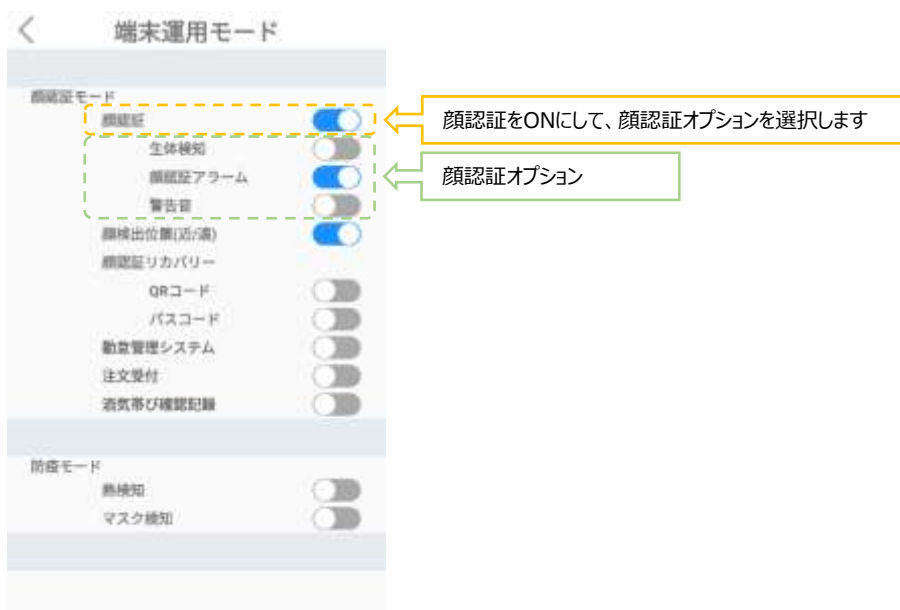 端末運用モード
顔認証モード
顔認証
顔認証をONにして、顔認証オプションを選択します
生体検知
顔認証アラーム
顔認証オプション
警告音
顔検出位置(近/遠)
顔認証リカバリー
QRコード
パスコード
勤怠管理システム
注文受付
酒気帯び確認記録
防疫モード
熱検知
マスク検知